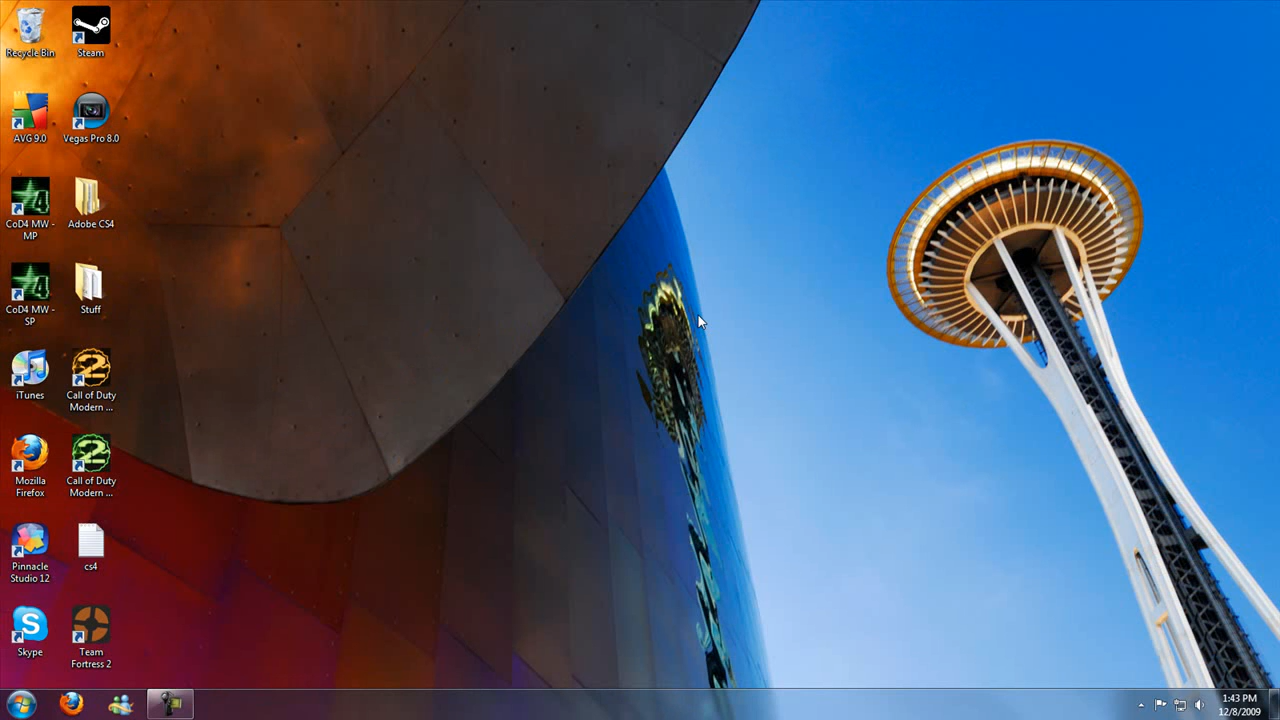 Recycle Bin
Steam
AVG 9.0
Vegas Pro 8.0
CoD4 MW -
MP
Adobe CS4
CoD4 MW -
SP
Stuff
iTunes
Call of Duty
Modern ...
Mozilla
Firefox
Call of Duty
Modern ...
Pinnacle
Studio 12
cs4
Skype
Team
Fortress 2
1:43 PM
12/8/2009